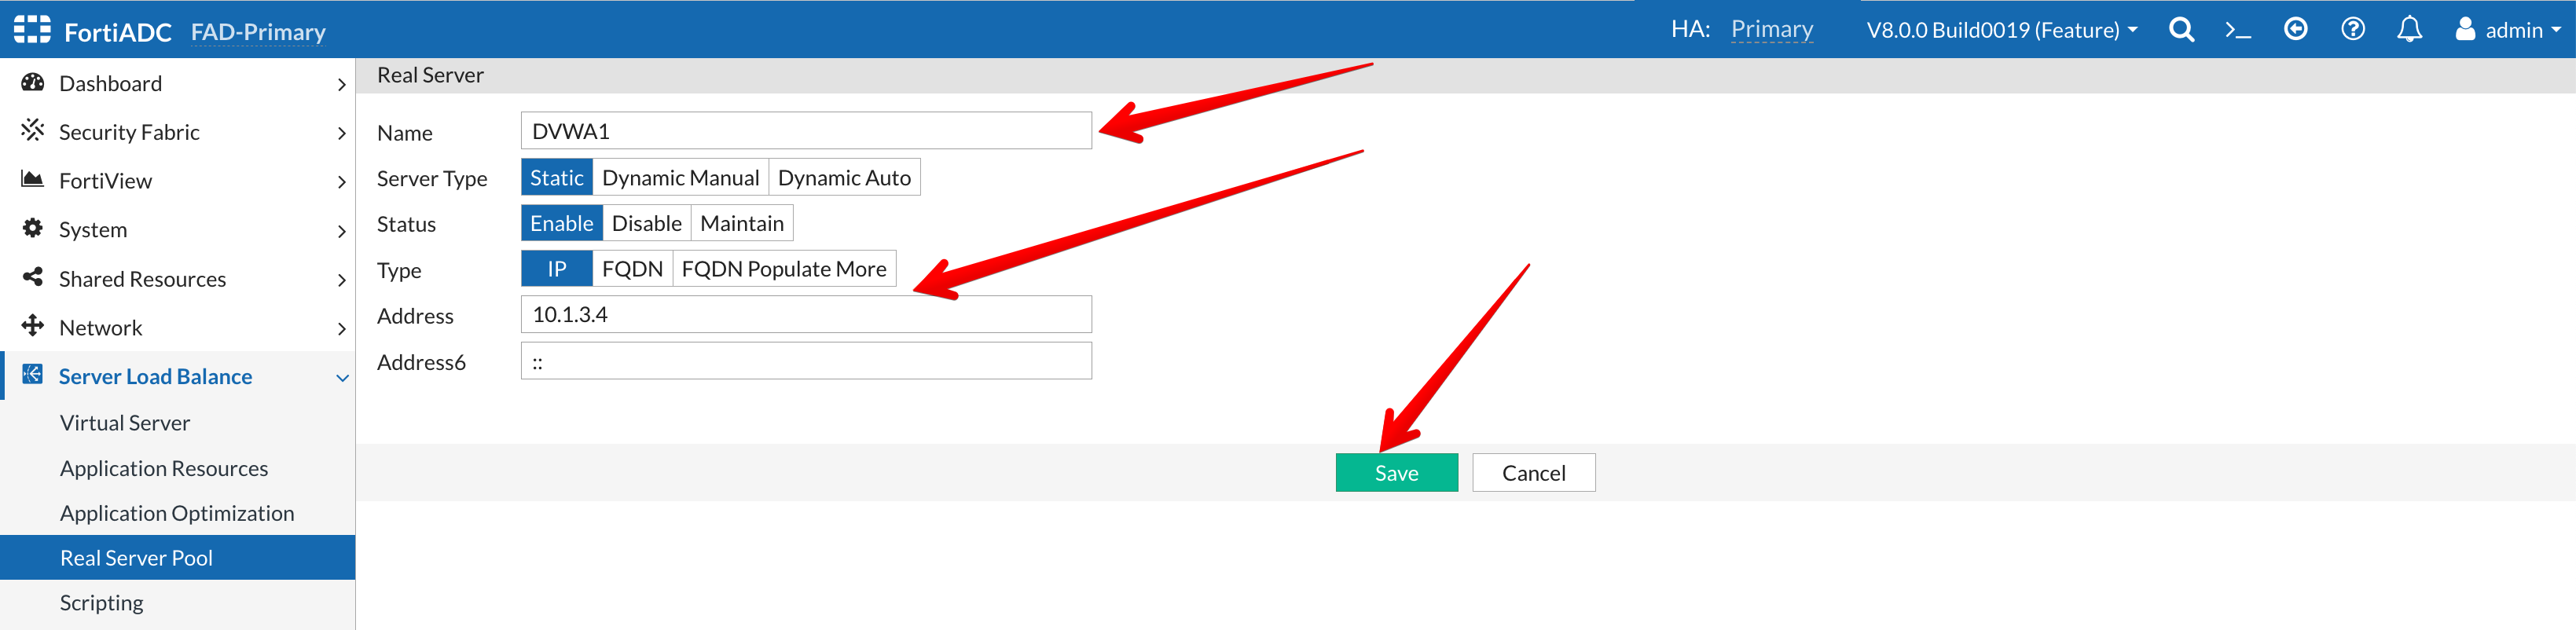 FortiADC FAD-Primary HA: Primary V8.0.0 Build0019 (Feature) admin
Dashboard
Security Fabric
FortiView
System
Shared Resources
Network
Server Load Balance
Virtual Server
Application Resources
Application Optimization
Real Server Pool
Scripting
Real Server
Name DVWA1
Server Type Static Dynamic Manual Dynamic Auto
Status Enable Disable Maintain
Type IP FQDN FQDN Populate More
Address 10.1.3.4
Address6 ::
Save Cancel